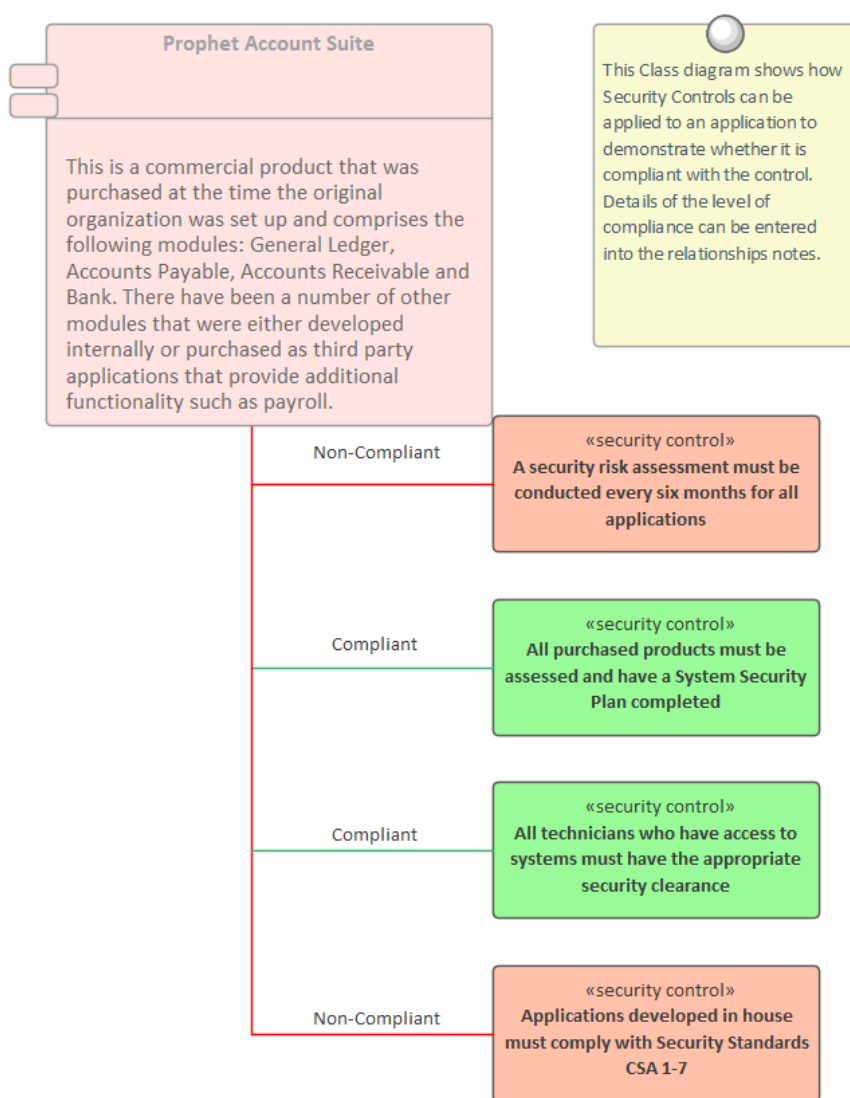 Prophet Account Suite
This is a commercial product that was
purchased at the time the original
organization was set up and comprises the
following modules: General Ledger,
Accounts Payable, Accounts Receivable and
Bank. There have been a number of other
modules that were either developed
internally or purchased as third party
applications that provide additional
functionality such as payroll.
This Class diagram shows how
Security Controls can be
applied to an application to
demonstrate whether it is
compliant with the control.
Details of the level of
compliance can be entered
into the relationships notes.
Non-Compliant
«security control»
A security risk assessment must be
conducted every six months for all
applications
Compliant
«security control»
All purchased products must be
assessed and have a System Security
Plan completed
Compliant
«security control»
All technicians who have access to
systems must have the appropriate
security clearance
Non-Compliant
«security control»
Applications developed in house
must comply with Security Standards
CSA 1-7